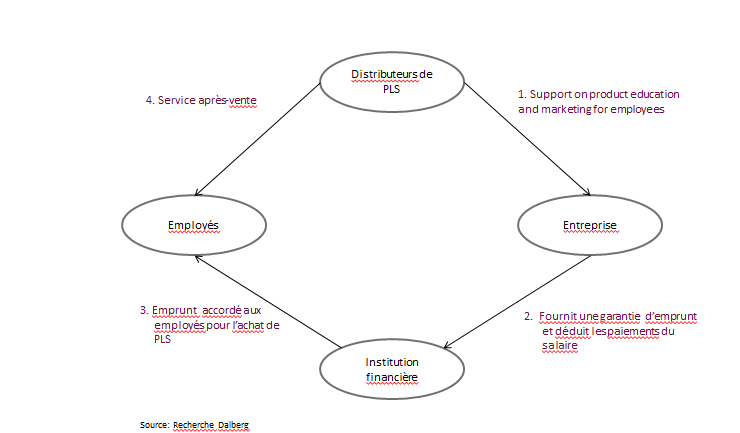 Distributeurs de
PLS
4. Service après-vente
1. Support on product education
and marketing for employees
Employés
Entreprise
3. Emprunt accordé aux
employés pour l'achat de
PLS
2. Fournit une garantie d'emprunt
et déduit les paiements du
salaire
Institution
financière
Source: Recherche Dalberg